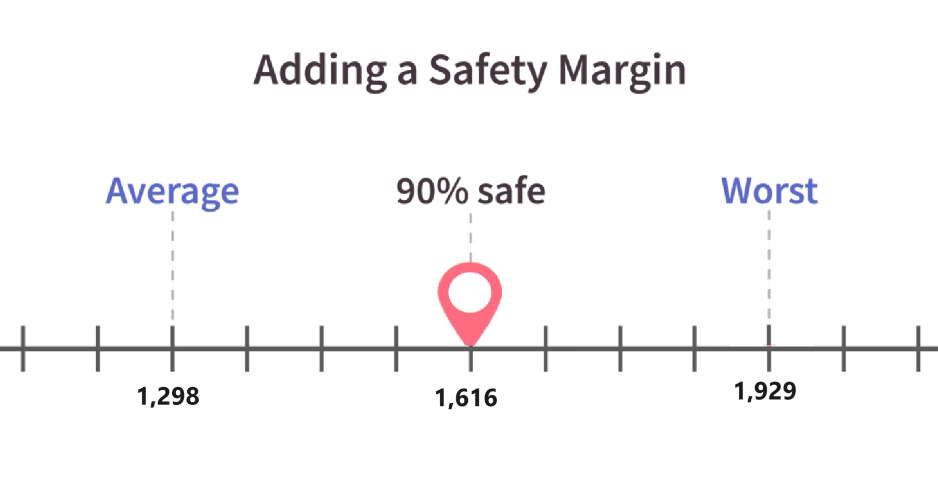 Adding a Safety Margin
Average 90% safe Worst
1,298 1,616 1,929